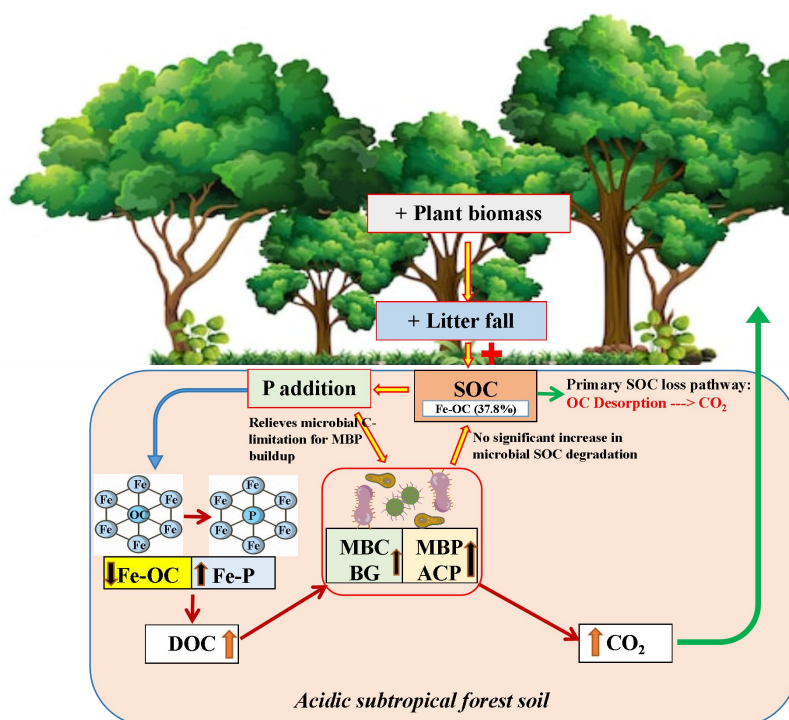 + Plant biomass
+ Litter fall
P addition
SOC
Fe-OC (37.8%)
Primary SOC loss pathway:
OC Desorption ---> CO₂
Relieves microbial C-
limitation for MBP
buildup
No significant increase in
microbial SOC degradation
Fe
Fe Fe
OC
Fe Fe
Fe
Fe
Fe Fe
P
Fe Fe
Fe
Fe-OC
Fe-P
MBC
BG
MBP
ACP
DOC
CO₂
Acidic subtropical forest soil